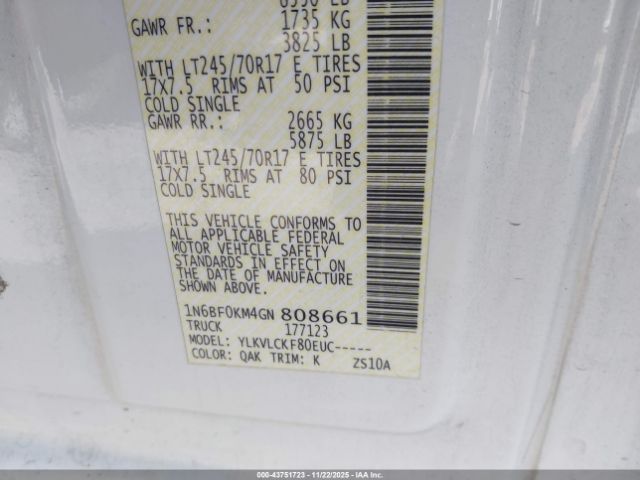 GAWR FR.: 1735 KG
3825 LB
WITH LT245/70R17 E TIRES
17X7.5 RIMS AT 50 PSI
COLD SINGLE
GAWR RR.: 2665 KG
5875 LB
WITH LT245/70R17 E TIRES
17X7.5 RIMS AT 80 PSI
COLD SINGLE
THIS VEHICLE CONFORMS TO
ALL APPLICABLE FEDERAL
MOTOR VEHICLE SAFETY
STANDARDS IN EFFECT ON
THE DATE OF MANUFACTURE
SHOWN ABOVE.
1N6BF0KM4GN 808661
TRUCK 177123
MODEL: YLKVLCKF80EUC-----
COLOR: QAK TRIM: K ZS10A
000-43751723 - 11/22/2025 - IAA Inc.